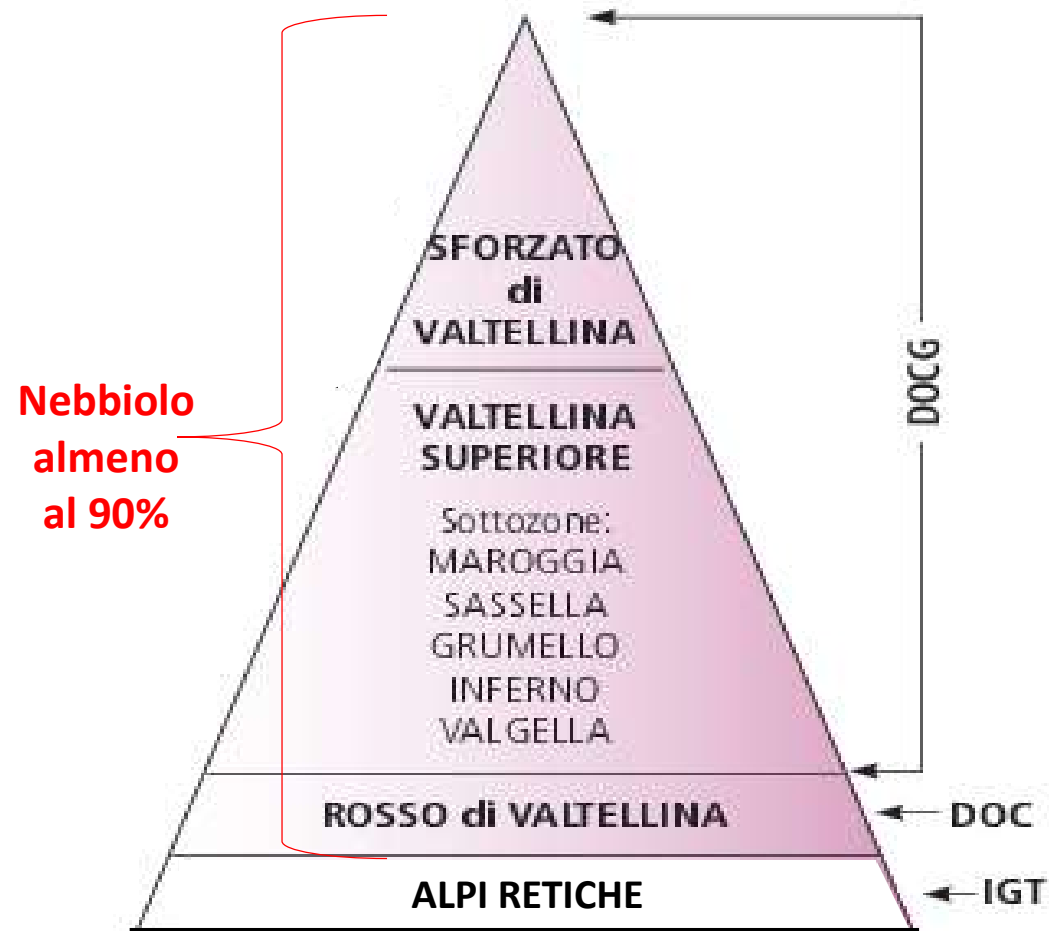 SFORZATO
di
VALTELLINA
Nebbiolo
almeno
al 90%
VALTELLINA
SUPERIORE
Sottozone:
MAROGGIA
SASSELLA
GRUMELLO
INFERNO
VALGELLA
DOCG
ROSSO di VALTELLINA
DOC
ALPI RETICHE
IGT